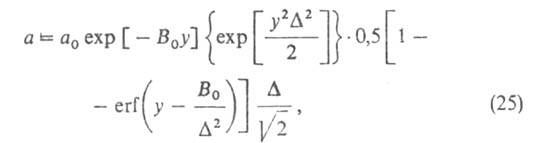 a = a₀ exp [ − B₀y] {exp [ y²Δ² / 2 ]} · 0,5 [ 1 −
− erf( y − B₀ / Δ² ) ] Δ / √2 , (25)